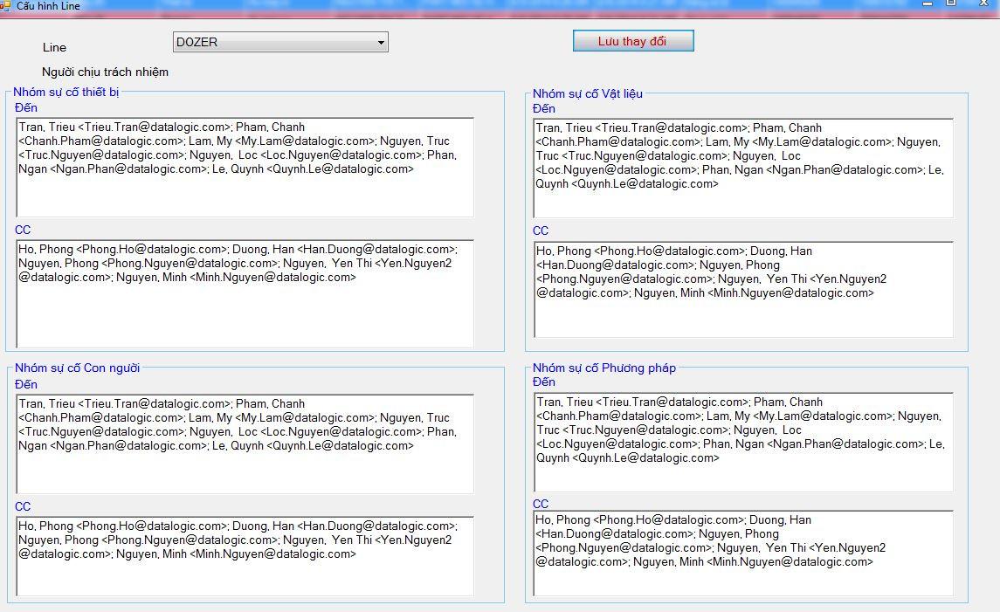 Cấu hình Line
Line
DOZER
Lưu thay đổi
Người chịu trách nhiệm
Nhóm sự cố thiết bị
Đến
Tran, Trieu <Trieu.Tran@datalogic.com>; Pham, Chanh
<Chanh.Pham@datalogic.com>; Lam, My <My.Lam@datalogic.com>; Nguyen, Truc
<Truc.Nguyen@datalogic.com>; Nguyen, Loc <Loc.Nguyen@datalogic.com>; Phan,
Ngan <Ngan.Phan@datalogic.com>; Le, Quynh <Quynh.Le@datalogic.com>
CC
Ho, Phong <Phong.Ho@datalogic.com>; Duong, Han <Han.Duong@datalogic.com>;
Nguyen, Phong <Phong.Nguyen@datalogic.com>; Nguyen, Yen Thi <Yen.Nguyen2
@datalogic.com>; Nguyen, Minh <Minh.Nguyen@datalogic.com>
Nhóm sự cố Vật liệu
Đến
Tran, Trieu <Trieu.Tran@datalogic.com>; Pham, Chanh
<Chanh.Pham@datalogic.com>; Lam, My <My.Lam@datalogic.com>; Nguyen,
Truc <Truc.Nguyen@datalogic.com>; Nguyen, Loc
<Loc.Nguyen@datalogic.com>; Phan, Ngan <Ngan.Phan@datalogic.com>; Le,
Quynh <Quynh.Le@datalogic.com>
CC
Ho, Phong <Phong.Ho@datalogic.com>; Duong, Han
<Han.Duong@datalogic.com>; Nguyen, Phong
<Phong.Nguyen@datalogic.com>; Nguyen, Yen Thi <Yen.Nguyen2
@datalogic.com>; Nguyen, Minh <Minh.Nguyen@datalogic.com>
Nhóm sự cố Con người
Đến
Tran, Trieu <Trieu.Tran@datalogic.com>; Pham, Chanh
<Chanh.Pham@datalogic.com>; Lam, My <My.Lam@datalogic.com>; Nguyen, Truc
<Truc.Nguyen@datalogic.com>; Nguyen, Loc <Loc.Nguyen@datalogic.com>; Phan,
Ngan <Ngan.Phan@datalogic.com>; Le, Quynh <Quynh.Le@datalogic.com>
CC
Ho, Phong <Phong.Ho@datalogic.com>; Duong, Han <Han.Duong@datalogic.com>;
Nguyen, Phong <Phong.Nguyen@datalogic.com>; Nguyen, Yen Thi <Yen.Nguyen2
@datalogic.com>; Nguyen, Minh <Minh.Nguyen@datalogic.com>
Nhóm sự cố Phương pháp
Đến
Tran, Trieu <Trieu.Tran@datalogic.com>; Pham, Chanh
<Chanh.Pham@datalogic.com>; Lam, My <My.Lam@datalogic.com>; Nguyen,
Truc <Truc.Nguyen@datalogic.com>; Nguyen, Loc
<Loc.Nguyen@datalogic.com>; Phan, Ngan <Ngan.Phan@datalogic.com>; Le,
Quynh <Quynh.Le@datalogic.com>
CC
Ho, Phong <Phong.Ho@datalogic.com>; Duong, Han
<Han.Duong@datalogic.com>; Nguyen, Phong
<Phong.Nguyen@datalogic.com>; Nguyen, Yen Thi <Yen.Nguyen2
@datalogic.com>; Nguyen, Minh <Minh.Nguyen@datalogic.com>